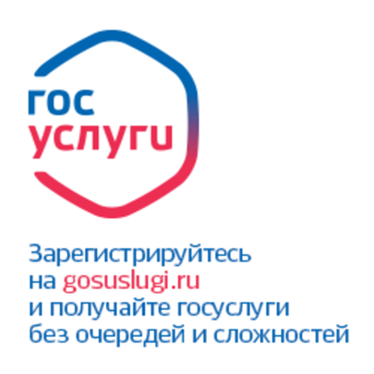 гос
услуги
Зарегистрируйтесь
на gosuslugi.ru
и получайте госуслуги
без очередей и сложностей